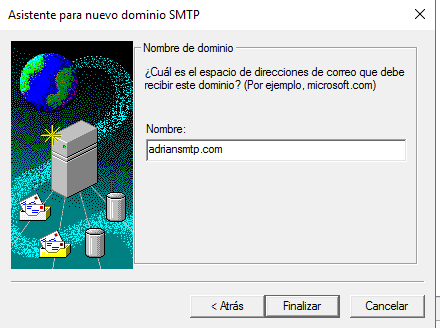 Asistente para nuevo dominio SMTP
Nombre de dominio
¿Cuál es el espacio de direcciones de correo que debe
recibir este dominio? (Por ejemplo, microsoft.com)
Nombre:
adriansmtp.com
< Atrás Finalizar Cancelar